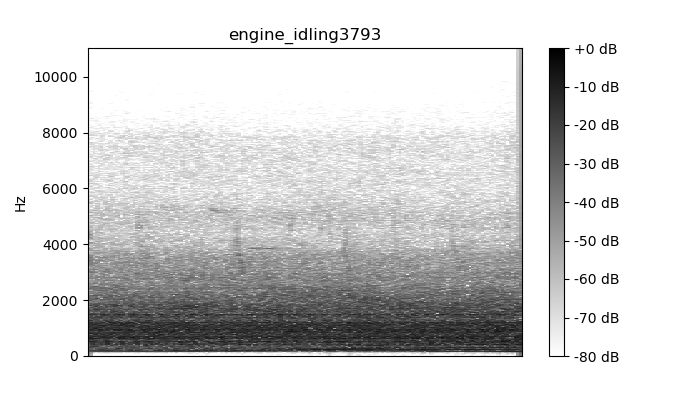 engine_idling3793
Hz
10000
8000
6000
4000
2000
0
+0 dB
-10 dB
-20 dB
-30 dB
-40 dB
-50 dB
-60 dB
-70 dB
-80 dB